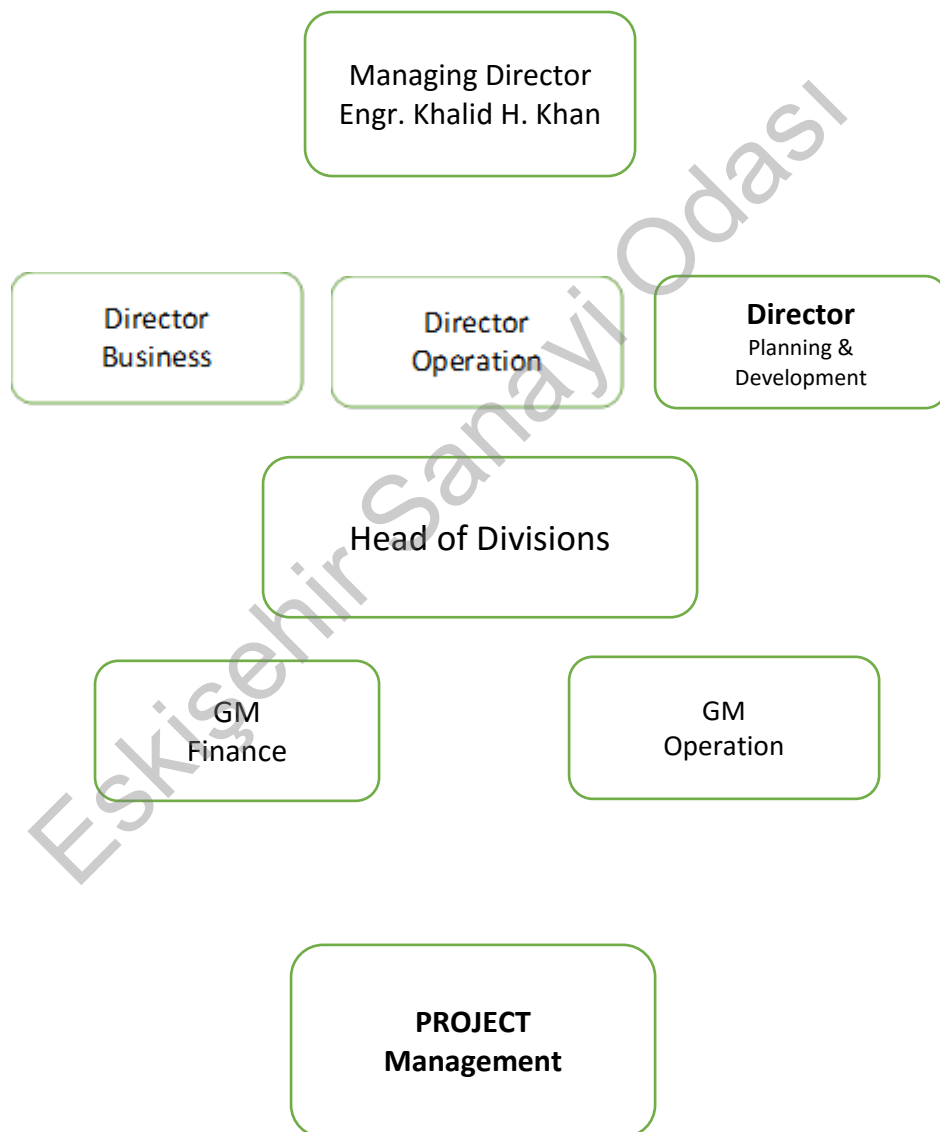 Managing Director
Engr. Khalid H. Khan
Director
Business
Director
Operation
Director
Planning &
Development
Head of Divisions
GM
Finance
GM
Operation
PROJECT
Management
Eskişehir Sanayi Odası